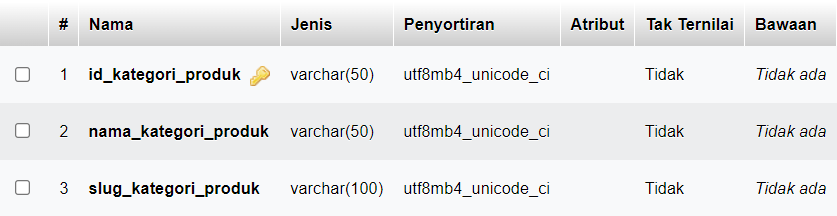 # Nama Jenis Penyortiran Atribut Tak Ternilai Bawaan
1 id_kategori_produk varchar(50) utf8mb4_unicode_ci Tidak Tidak ada
2 nama_kategori_produk varchar(50) utf8mb4_unicode_ci Tidak Tidak ada
3 slug_kategori_produk varchar(100) utf8mb4_unicode_ci Tidak Tidak ada